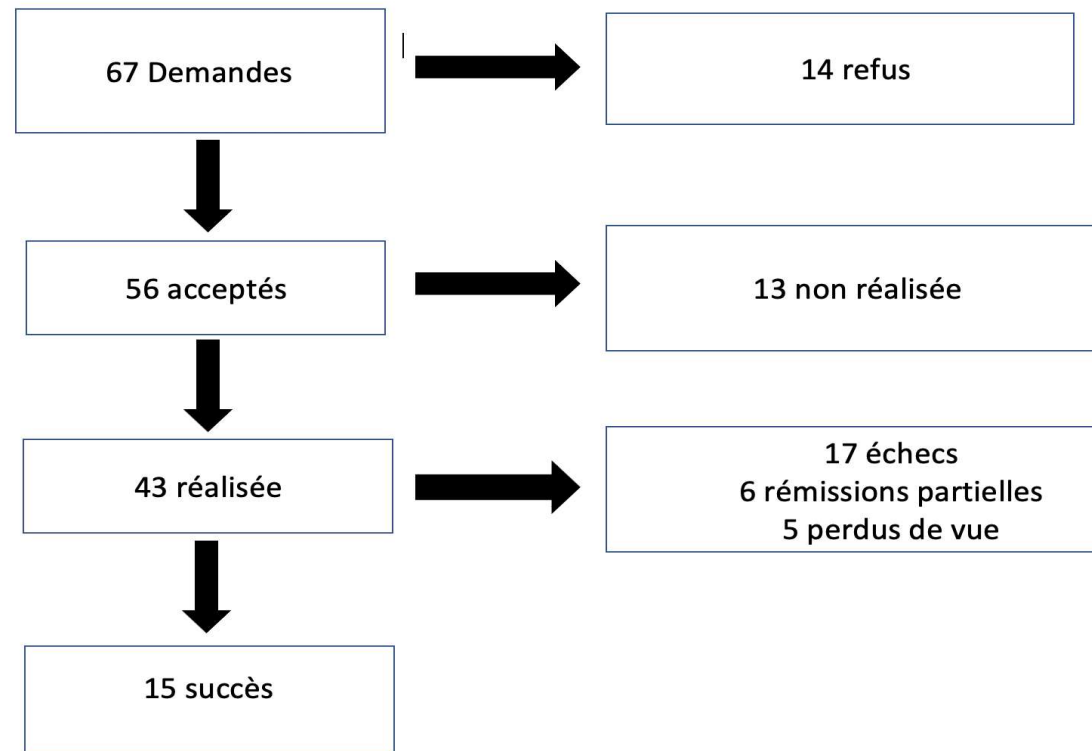 67 Demandes
14 refus
56 acceptés
13 non réalisée
43 réalisée
17 échecs
6 rémissions partielles
5 perdus de vue
15 succès